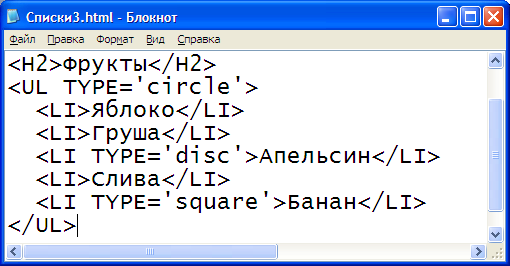 Списки3.html - Блокнот
Файл Правка Формат Вид Справка
<H2>Фрукты</H2>
<UL TYPE='circle'>
  <LI>Яблоко</LI>
  <LI>Груша</LI>
  <LI TYPE='disc'>Апельсин</LI>
  <LI>Слива</LI>
  <LI TYPE='square'>Банан</LI>
</UL>